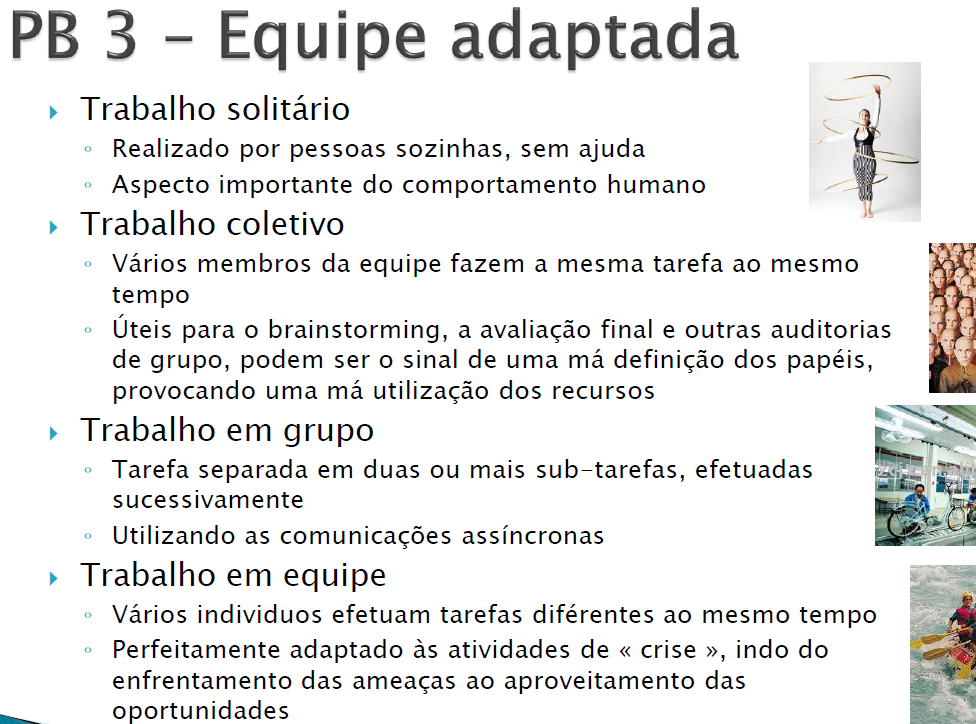 PB 3 – Equipe adaptada
Trabalho solitário
Realizado por pessoas sozinhas, sem ajuda
Aspecto importante do comportamento humano
Trabalho coletivo
Vários membros da equipe fazem a mesma tarefa ao mesmo
tempo
Úteis para o brainstorming, a avaliação final e outras auditorias
de grupo, podem ser o sinal de uma má definição dos papéis,
provocando uma má utilização dos recursos
Trabalho em grupo
Tarefa separada em duas ou mais sub-tarefas, efetuadas
sucessivamente
Utilizando as comunicações assíncronas
Trabalho em equipe
Vários individuos efetuam tarefas diférentes ao mesmo tempo
Perfeitamente adaptado às atividades de « crise », indo do
enfrentamento das ameaças ao aproveitamento das
oportunidades